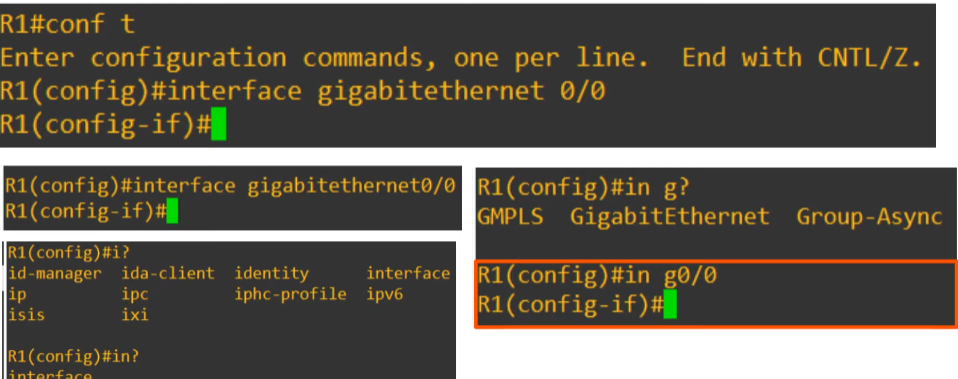 R1#conf t
Enter configuration commands, one per line.  End with CNTL/Z.
R1(config)#interface gigabitethernet 0/0
R1(config-if)#
R1(config)#interface gigabitethernet0/0
R1(config-if)#
R1(config)#i?
id-manager  ida-client  identity      interface
ip          ipc         iphc-profile  ipv6
isis        ixi
R1(config)#in?
interface
R1(config)#in g?
GMPLS  GigabitEthernet  Group-Async
R1(config)#in g0/0
R1(config-if)#